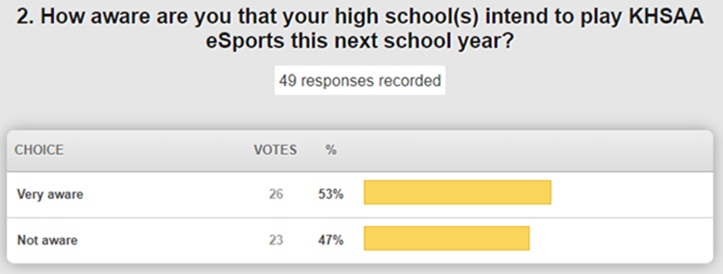 2. How aware are you that your high school(s) intend to play KHSAA
eSports this next school year?
49 responses recorded
CHOICE VOTES %
Very aware 26 53%
Not aware 23 47%